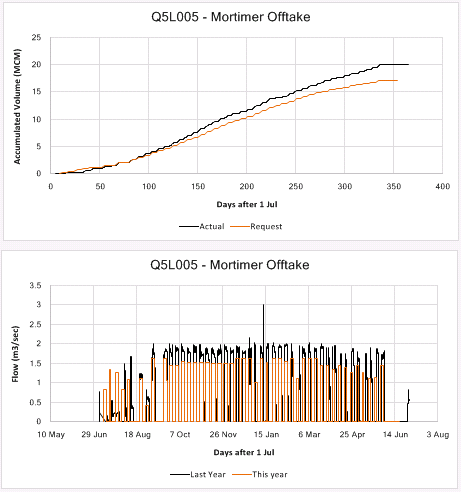 Q5L005 - Mortimer Offtake
Accumulated Volume (MCM)
25
20
15
10
5
0
0 50 100 150 200 250 300 350 400
Days after 1 Jul
Actual Request
Q5L005 - Mortimer Offtake
Flow (m3/sec)
3.5
3
2.5
2
1.5
1
0.5
0
10 May 29 Jun 18 Aug 7 Oct 26 Nov 15 Jan 6 Mar 25 Apr 14 Jun 3 Aug
Days after 1 Jul
Last Year This year